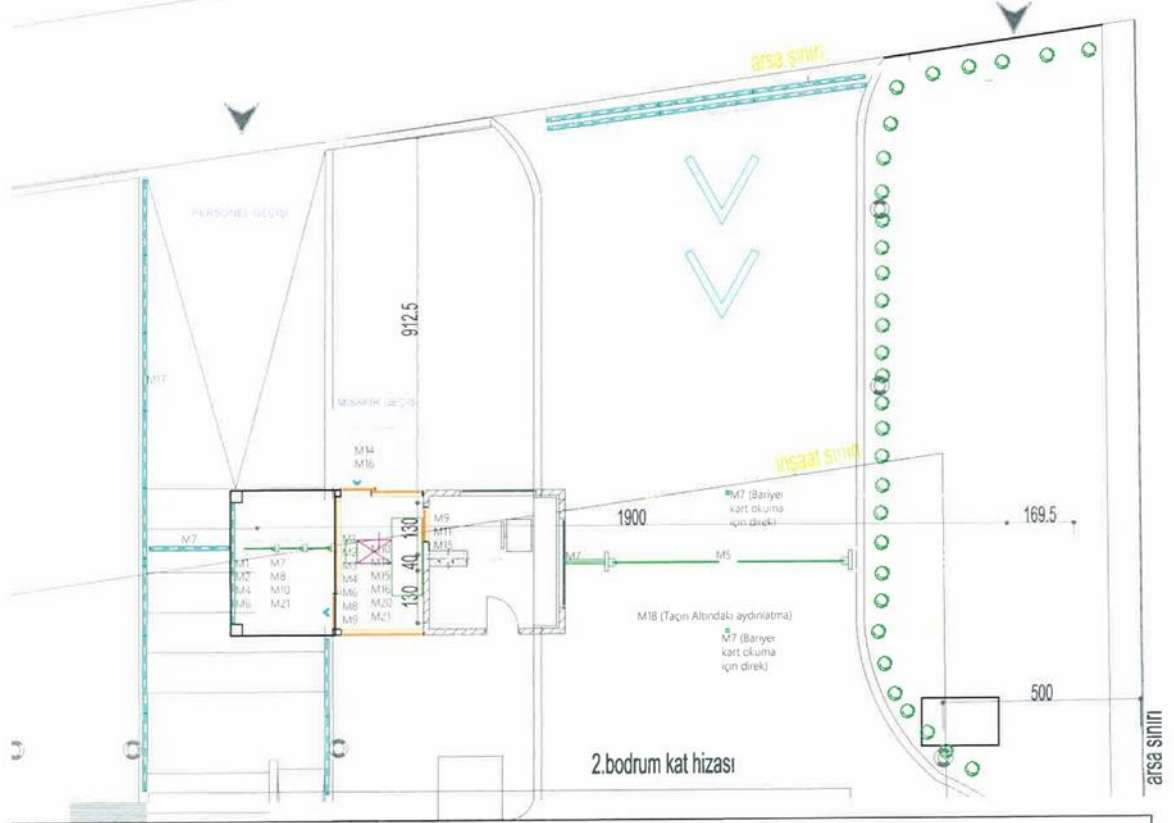 arsa sınırı
PERSONEL GEÇİŞİ
912.5
M17
MİSAFİR GEÇİŞ
M14
M16
inşaat sınırı
M7 (Bariyer
kart okuma
için direk)
1900
169.5
130
40
130
M9
M15
M7
M7
M5
M1
M2
M4
M6
M7
M8
M10
M21
M4
M6
M8
M9
M15
M16
M20
M21
M18 (Taçın Altındaki aydınlatma)
M7 (Bariyer
kart okuma
için direk)
500
2.bodrum kat hizası
arsa sınırı